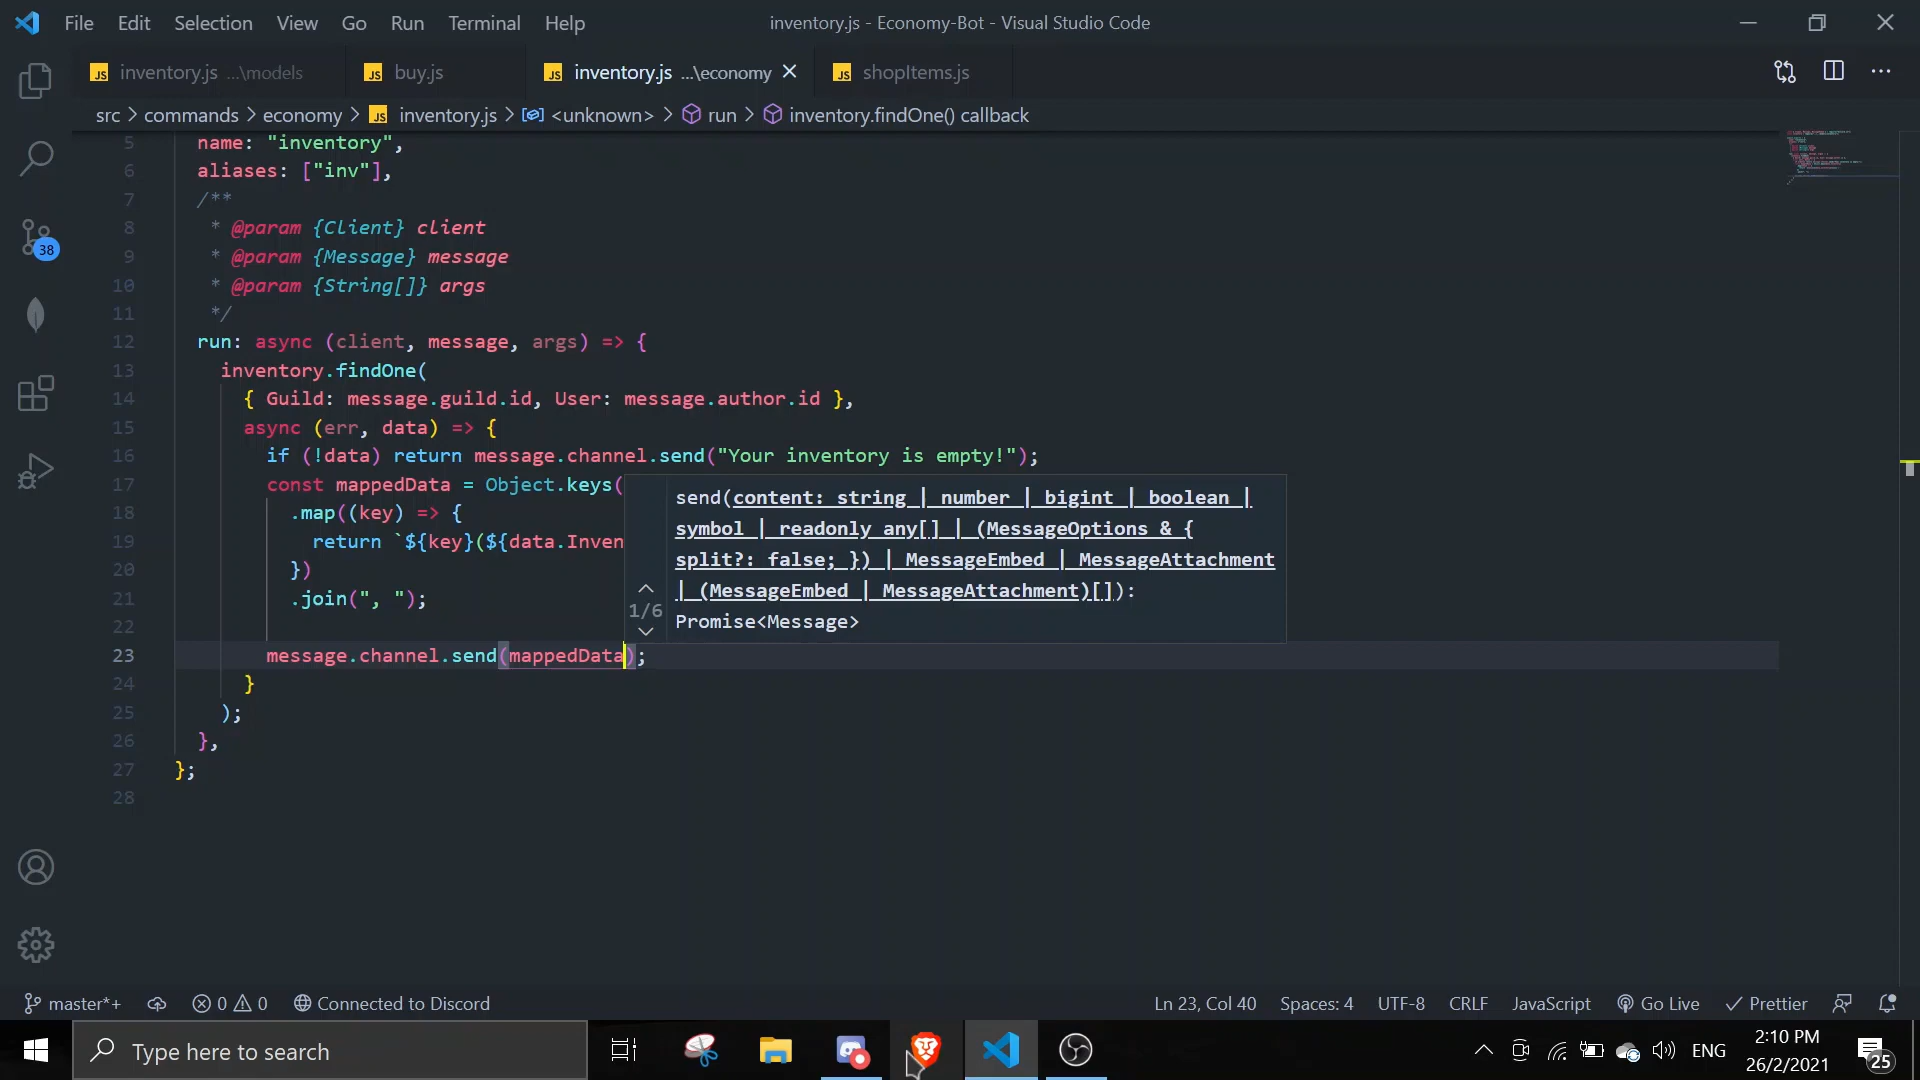 File Edit Selection View Go Run Terminal Help
inventory.js - Economy-Bot - Visual Studio Code
JS inventory.js ...\models
JS buy.js
JS inventory.js ...\economy
JS shopItems.js
src > commands > economy > JS inventory.js > <unknown> > run > inventory.findOne() callback
5 name: "inventory",
6 aliases: ["inv"],
7 /**
8 * @param {Client} client
9 * @param {Message} message
10 * @param {String[]} args
11 */
12 run: async (client, message, args) => {
13 inventory.findOne(
14 { Guild: message.guild.id, User: message.author.id },
15 async (err, data) => {
16 if (!data) return message.channel.send("Your inventory is empty!");
17 const mappedData = Object.keys(
18 .map((key) => {
19 return `${key}(${data.Inven
20 })
21 .join(", ");
22
23 message.channel.send(mappedData);
24 }
25 );
26 },
27 };
28
send(content: string | number | bigint | boolean |
symbol | readonly any[] | (MessageOptions & {
split?: false; }) | MessageEmbed | MessageAttachment
| (MessageEmbed | MessageAttachment)[]):
Promise<Message>
1/6
38
master*+ 0 0 Connected to Discord
Ln 23, Col 40 Spaces: 4 UTF-8 CRLF JavaScript Go Live Prettier
Type here to search
ENG
2:10 PM
26/2/2021
25